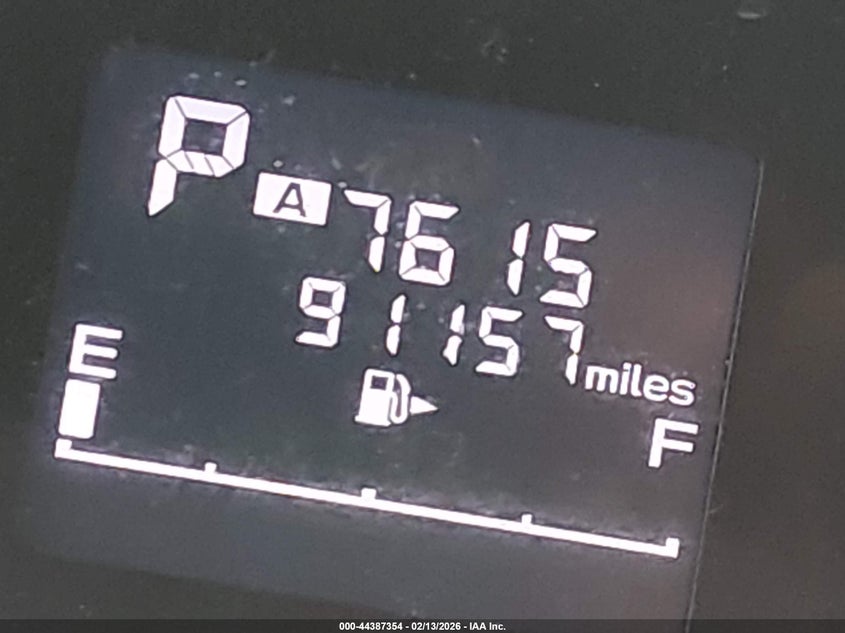 P
A 7615
91157 miles
E
F
000-44387354 - 02/13/2026 - IAA Inc.